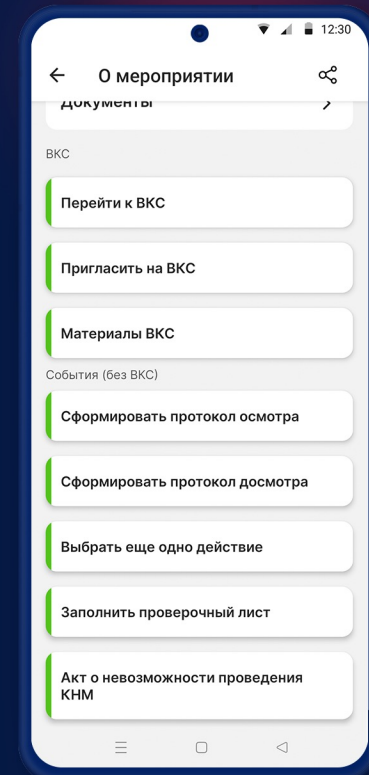 12:30
О мероприятии
Документы
ВКС
Перейти к ВКС
Пригласить на ВКС
Материалы ВКС
События (без ВКС)
Сформировать протокол осмотра
Сформировать протокол досмотра
Выбрать еще одно действие
Заполнить проверочный лист
Акт о невозможности проведения
КНМ